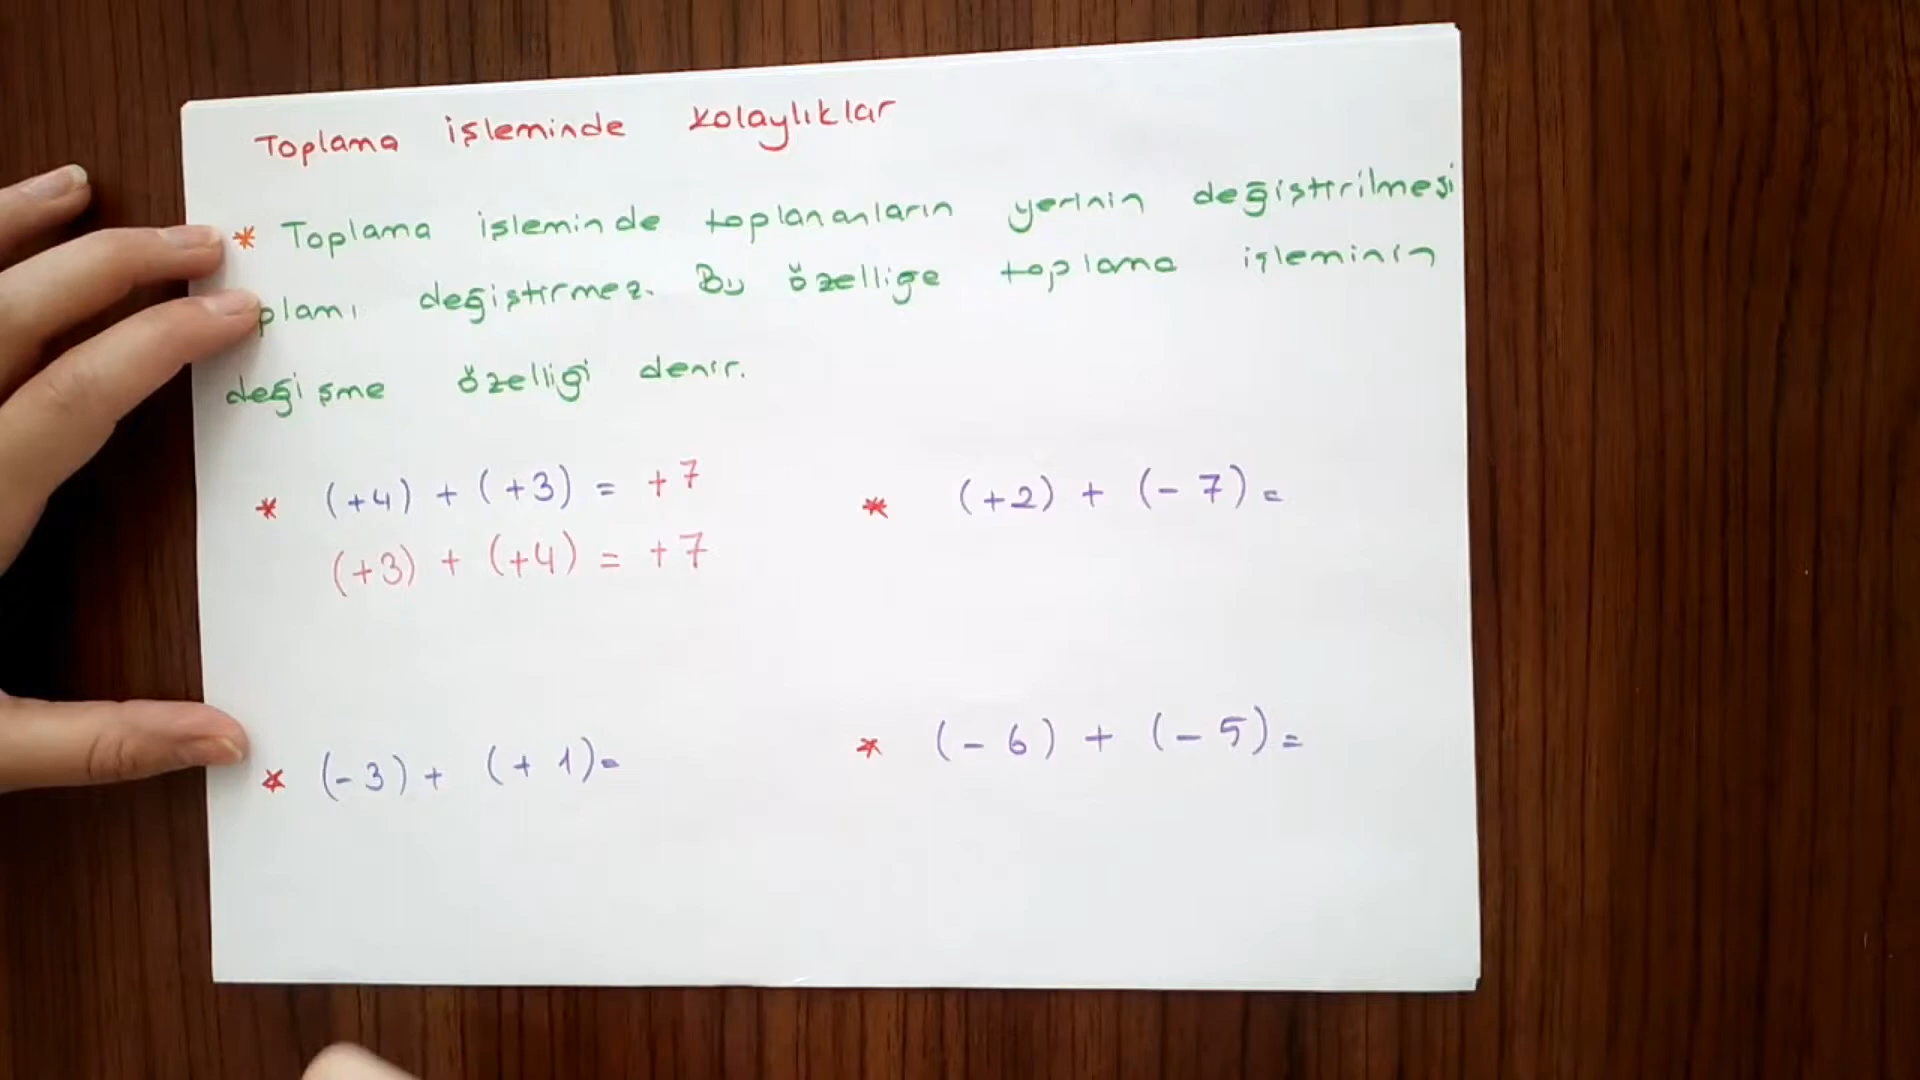 Toplama işleminde kolaylıklar
* Toplama işleminde toplananların yerinin değiştirilmesi
plamı değiştirmez. Bu özelliğe toplama işleminin
değişme özelliği denir.
* (+4) + (+3) = +7
(+3) + (+4) = +7
* (+2) + (-7) =
* (-3) + (+1) =
* (-6) + (-5) =